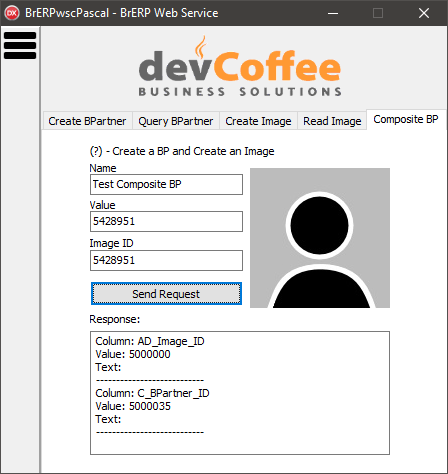 DX BrERPwscPascal - BrERP Web Service
devCoffee
BUSINESS SOLUTIONS
Create BPartner Query BPartner Create Image Read Image Composite BP
(?) - Create a BP and Create an Image
Name
Test Composite BP
Value
5428951
Image ID
5428951
Send Request
Response:
Column: AD_Image_ID
Value: 5000000
Text:
---------------------------
Column: C_BPartner_ID
Value: 5000035
Text:
---------------------------